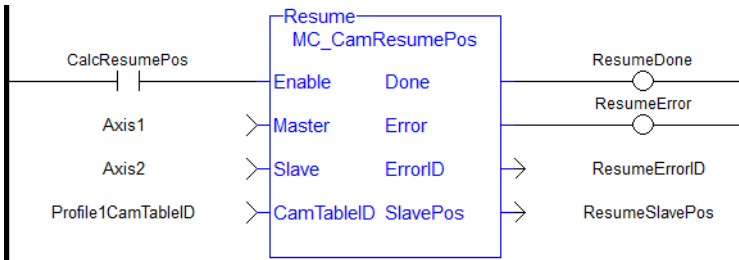 Resume
MC_CamResumePos
CalcResumePos Enable Done ResumeDone
Axis1 Master Error ResumeError
Axis2 Slave ErrorID ResumeErrorID
Profile1CamTableID CamTableID SlavePos ResumeSlavePos